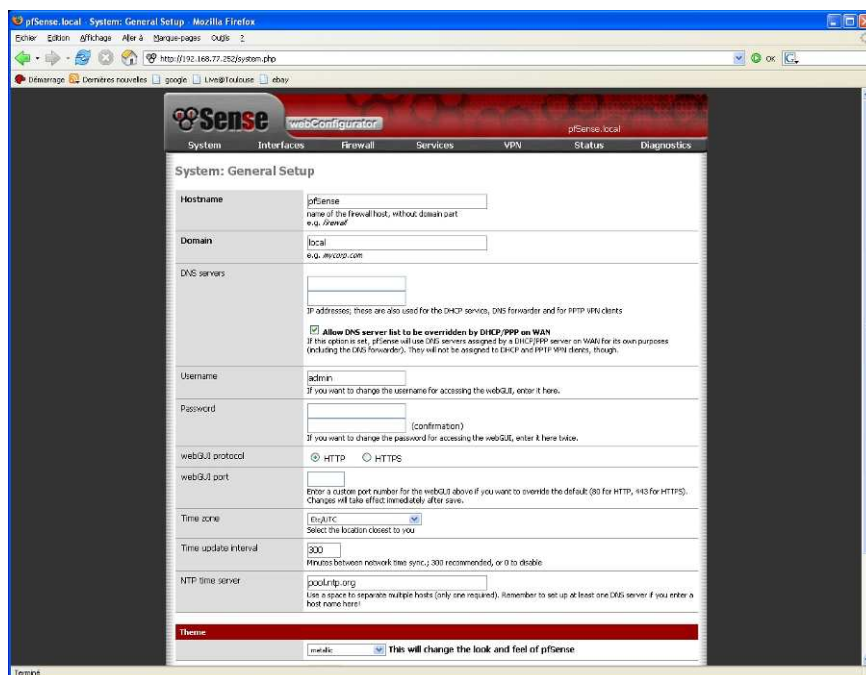 pfSense.local - System: General Setup - Mozilla Firefox
Fichier Edition Affichage Aller à Marque-pages Outils ?
http://192.168.77.252/system.php
OK
Démarrage Dernières nouvelles google Live@Toulouse ebay
Sense webConfigurator
pfSense.local
System Interfaces Firewall Services VPN Status Diagnostics
System: General Setup
Hostname
pfSense
name of the firewall host, without domain part
e.g. firewall
Domain
local
e.g. mycorp.com
DNS servers
IP addresses; these are also used for the DHCP service, DNS forwarder and for PPTP VPN clients
Allow DNS server list to be overridden by DHCP/PPP on WAN
If this option is set, pfSense will use DNS servers assigned by a DHCP/PPP server on WAN for its own purposes
(including the DNS forwarder). They will not be assigned to DHCP and PPTP VPN clients, though.
Username
admin
If you want to change the username for accessing the webGUI, enter it here.
Password
(confirmation)
If you want to change the password for accessing the webGUI, enter it here twice.
webGUI protocol
HTTP HTTPS
webGUI port
Enter a custom port number for the webGUI above if you want to override the default (80 for HTTP, 443 for HTTPS).
Changes will take effect immediately after save.
Time zone
Etc/UTC
Select the location closest to you
Time update interval
300
Minutes between network time sync.; 300 recommended, or 0 to disable
NTP time server
pool.ntp.org
Use a space to separate multiple hosts (only one required). Remember to set up at least one DNS server if you enter a
host name here!
Theme
metallic
This will change the look and feel of pfSense
Terminé